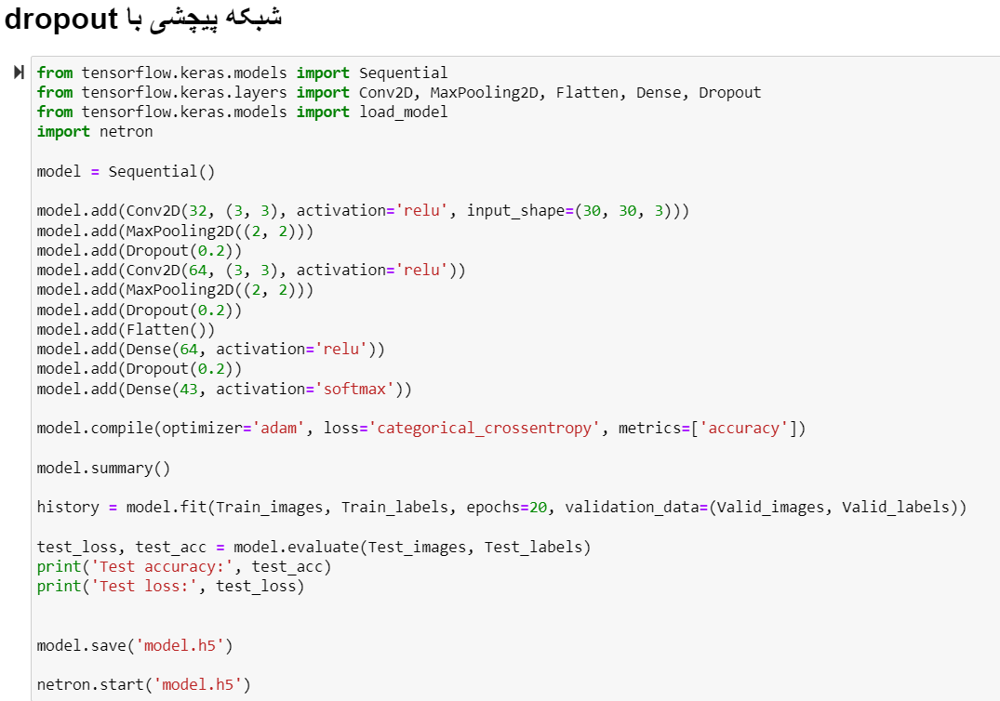 شبکه پیچشی با dropout
from tensorflow.keras.models import Sequential
from tensorflow.keras.layers import Conv2D, MaxPooling2D, Flatten, Dense, Dropout
from tensorflow.keras.models import load_model
import netron
model = Sequential()
model.add(Conv2D(32, (3, 3), activation='relu', input_shape=(30, 30, 3)))
model.add(MaxPooling2D((2, 2)))
model.add(Dropout(0.2))
model.add(Conv2D(64, (3, 3), activation='relu'))
model.add(MaxPooling2D((2, 2)))
model.add(Dropout(0.2))
model.add(Flatten())
model.add(Dense(64, activation='relu'))
model.add(Dropout(0.2))
model.add(Dense(43, activation='softmax'))
model.compile(optimizer='adam', loss='categorical_crossentropy', metrics=['accuracy'])
model.summary()
history = model.fit(Train_images, Train_labels, epochs=20, validation_data=(Valid_images, Valid_labels))
test_loss, test_acc = model.evaluate(Test_images, Test_labels)
print('Test accuracy:', test_acc)
print('Test loss:', test_loss)
model.save('model.h5')
netron.start('model.h5')